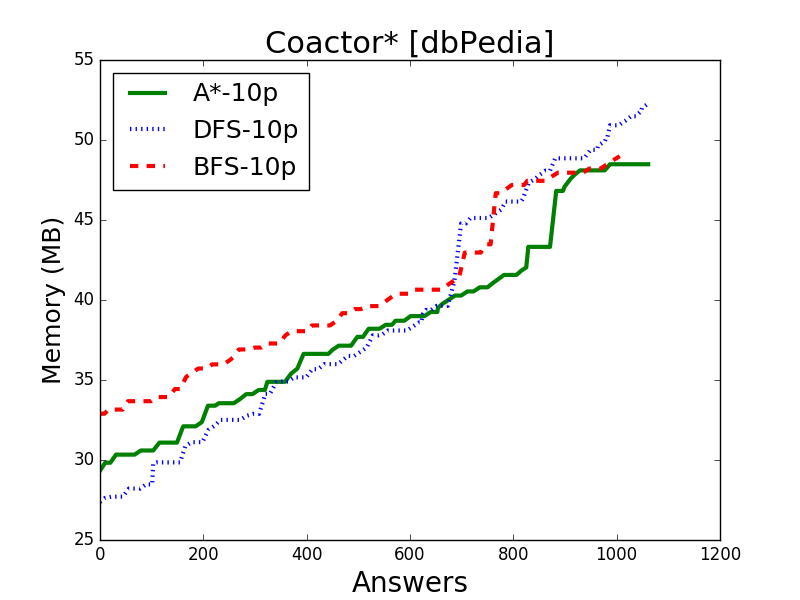 Coactor* [dbPedia]
A*-10p
DFS-10p
BFS-10p
Memory (MB)
55
50
45
40
35
30
25
0 200 400 600 800 1000 1200
Answers